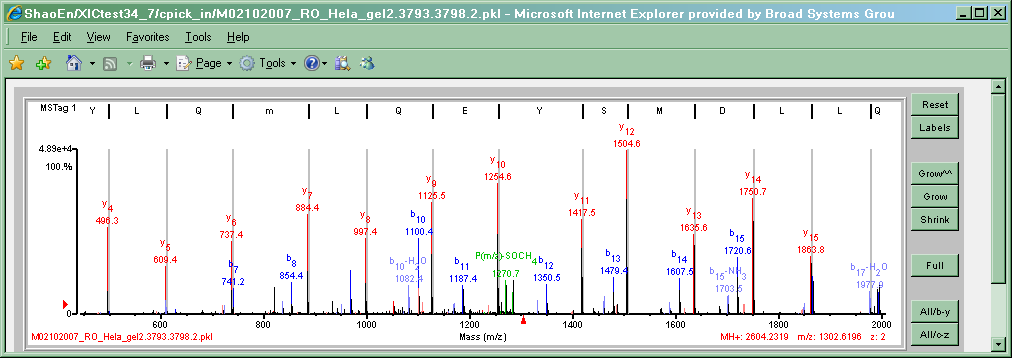 ShaoEn/XICtest34_7/cpick_in/M02102007_RO_Hela_gel2.3793.3798.2.pkl - Microsoft Internet Explorer provided by Broad Systems Grou
File Edit View Favorites Tools Help
Page Tools
MSTag 1 Y L Q m L Q E Y S M D L L Q
Reset
Labels
Grow^^
Grow
Shrink
Full
All/b-y
All/c-z
4.89e+4
100.%
y4
496.3
y5
609.4
y6
737.4
b7
741.2
b8
854.4
y7
884.4
y8
997.4
b10-H2O
1082.4
b10
1100.4
y9
1125.5
b11
1187.4
y10
1254.6
P(m/z)-SOCH4
1270.7
b12
1350.5
y11
1417.5
b13
1479.4
y12
1504.6
b14
1607.5
y13
1635.6
b15-NH3
1703.5
b15
1720.6
y14
1750.7
y15
1863.8
b17-H2O
1977.9
600 800 1000 1200 1400 1600 1800 2000
M02102007_RO_Hela_gel2.3793.3798.2.pkl Mass (m/z) MH+: 2604.2319 m/z: 1302.6196 z: 2